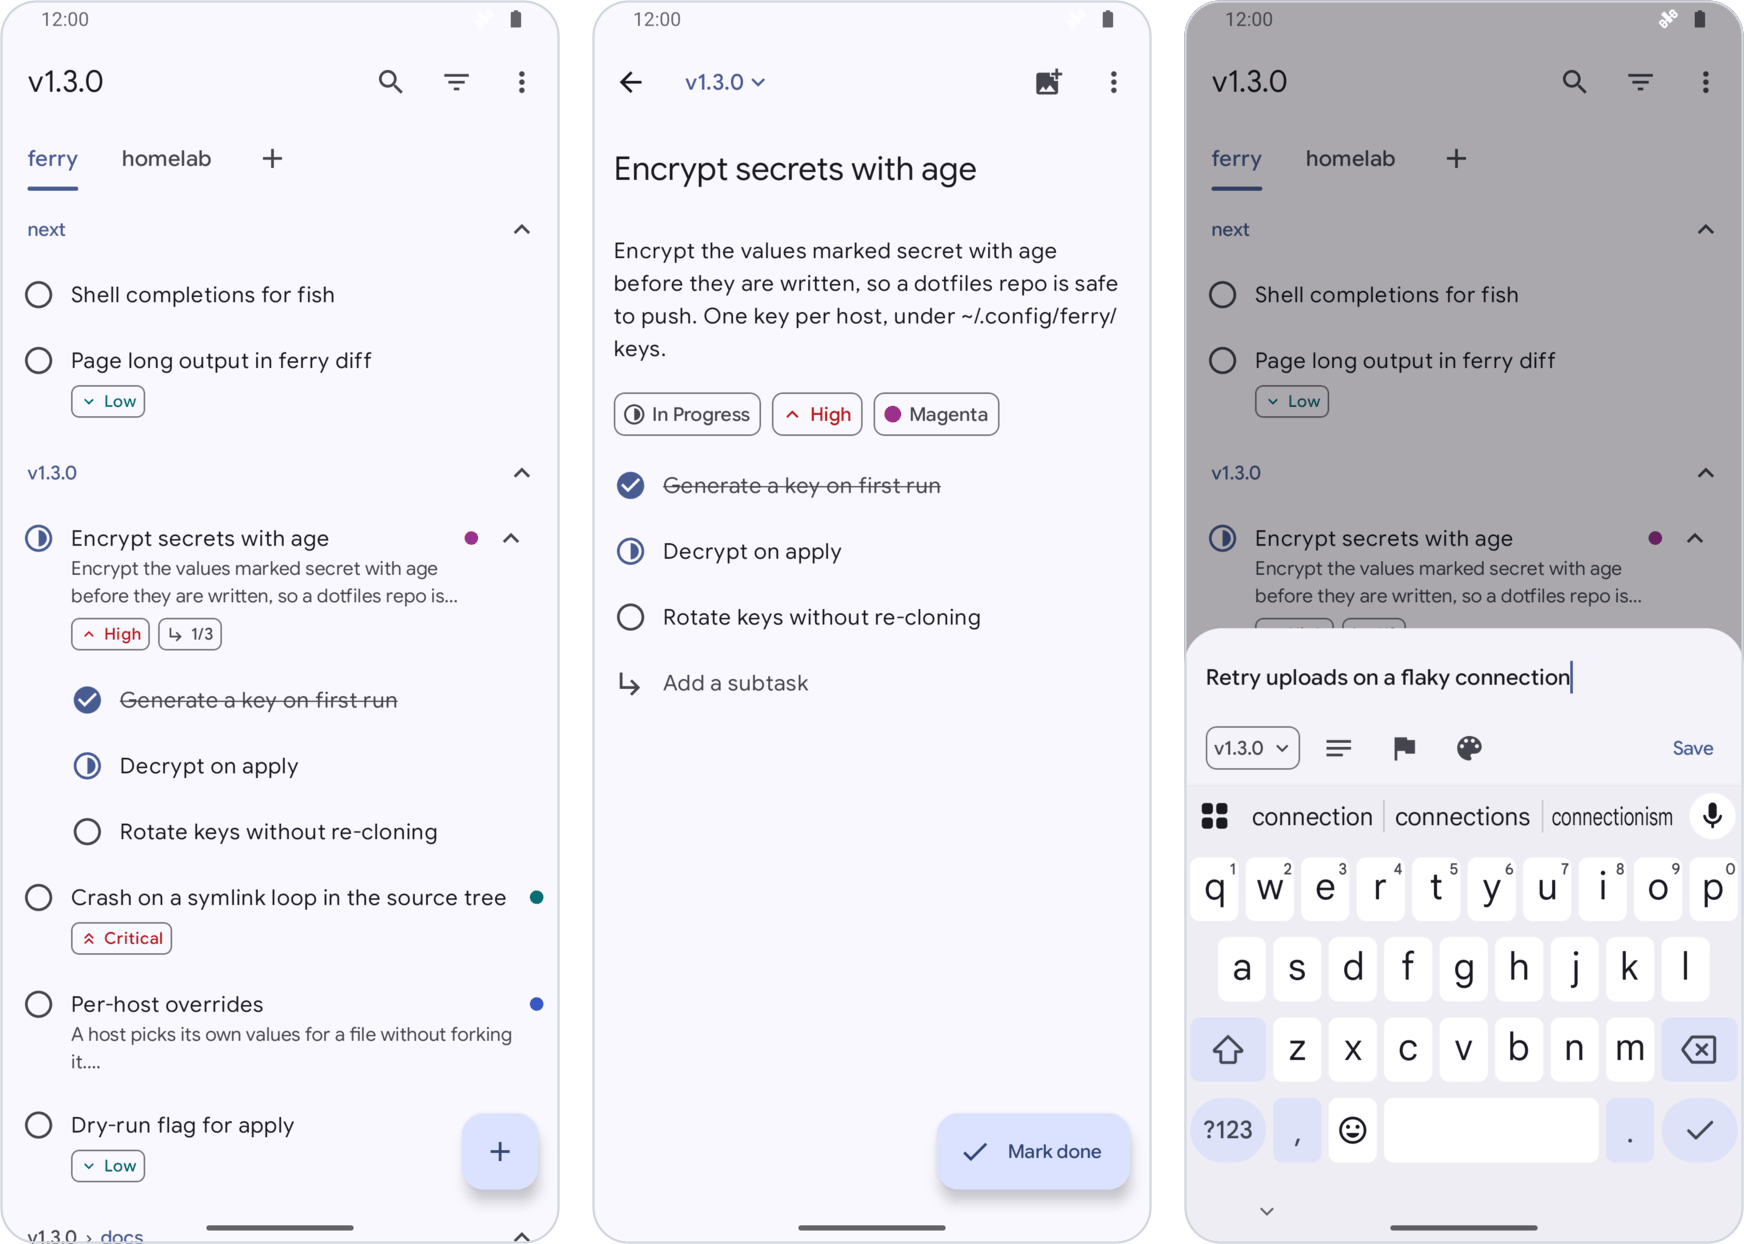 12:00
v1.3.0
ferry homelab +
next
Shell completions for fish
Page long output in ferry diff
Low
v1.3.0
Encrypt secrets with age
Encrypt the values marked secret with age
before they are written, so a dotfiles repo is...
High 1/3
Generate a key on first run
Decrypt on apply
Rotate keys without re-cloning
Crash on a symlink loop in the source tree
Critical
Per-host overrides
A host picks its own values for a file without forking
it....
Dry-run flag for apply
Low
+
v1.3.0 › docs
12:00
v1.3.0
Encrypt secrets with age
Encrypt the values marked secret with age
before they are written, so a dotfiles repo is safe
to push. One key per host, under ~/.config/ferry/
keys.
In Progress High Magenta
Generate a key on first run
Decrypt on apply
Rotate keys without re-cloning
Add a subtask
Mark done
12:00
v1.3.0
ferry homelab +
next
Shell completions for fish
Page long output in ferry diff
Low
v1.3.0
Encrypt secrets with age
Encrypt the values marked secret with age
before they are written, so a dotfiles repo is...
Retry uploads on a flaky connection
v1.3.0 Save
connection connections connectionism
q1 w2 e3 r4 t5 y6 u7 i8 o9 p0
a s d f g h j k l
z x c v b n m
?123 , .